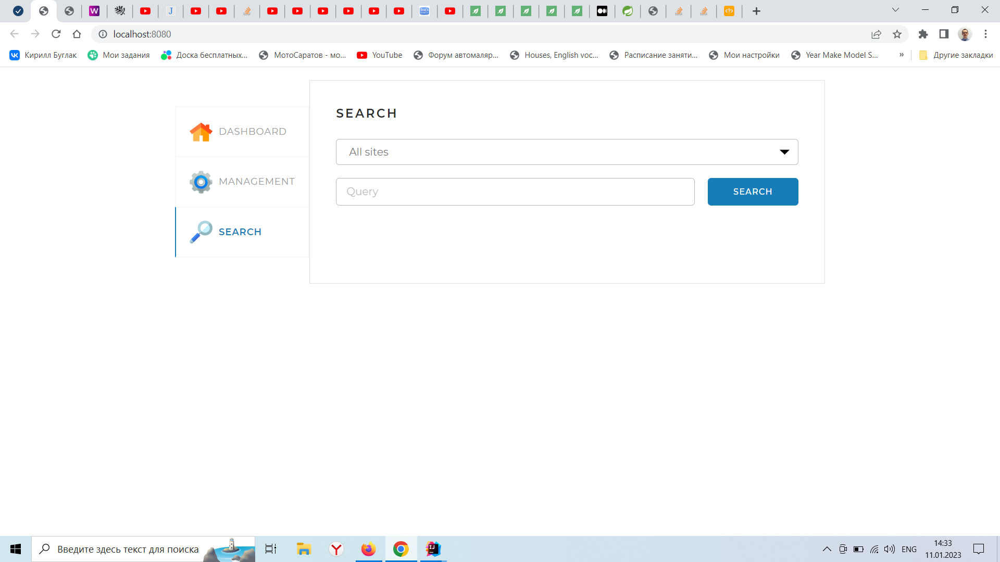 localhost:8080
Кирилл Буглак
Мои задания
Доска бесплатных...
МотоСаратов - мо...
YouTube
Форум автомаляр...
Houses, English voc...
Расписание заняти...
Мои настройки
Year Make Model S...
»
Другие закладки
SEARCH
DASHBOARD
All sites
MANAGEMENT
Query
SEARCH
SEARCH
Введите здесь текст для поиска
ENG
14:33
11.01.2023